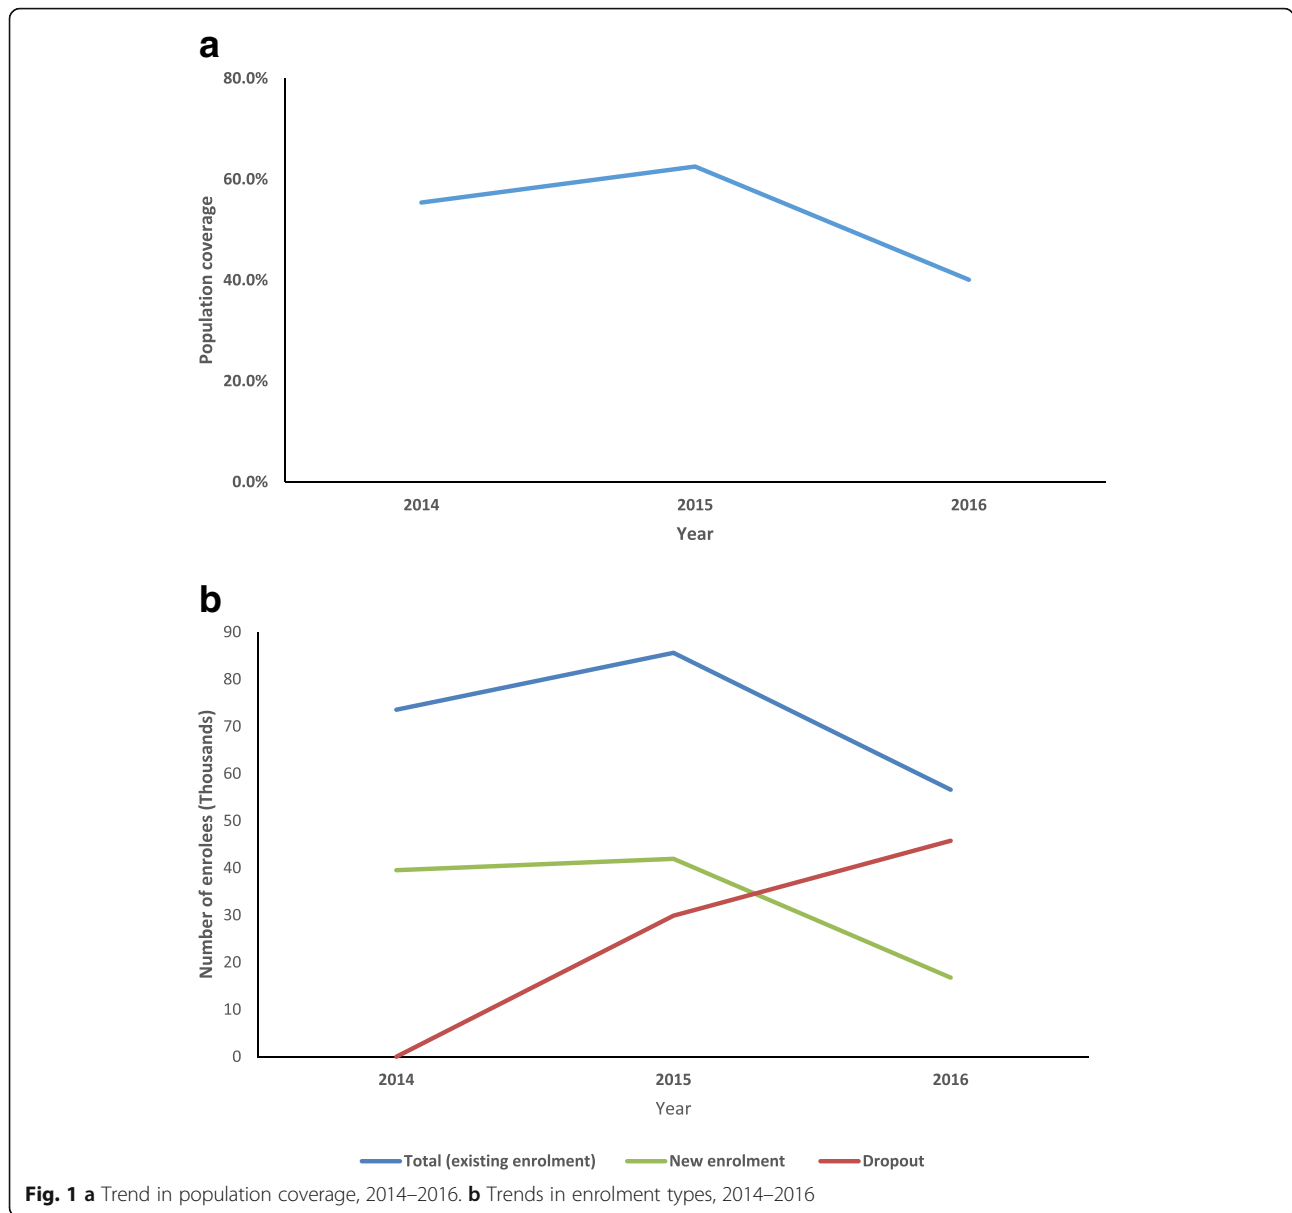 a
80.0%
60.0%
40.0%
20.0%
0.0%
Population coverage
2014 2015 2016
Year
b
90
80
70
60
50
40
30
20
10
0
Number of enrolees (Thousands)
2014 2015 2016
Year
Total (existing enrolment) New enrolment Dropout
Fig. 1 a Trend in population coverage, 2014–2016. b Trends in enrolment types, 2014–2016